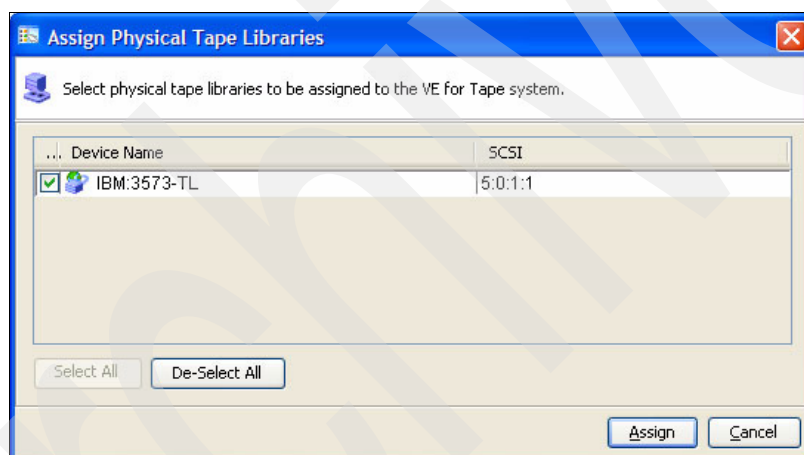 Assign Physical Tape Libraries
Select physical tape libraries to be assigned to the VE for Tape system.
... Device Name SCSI
IBM:3573-TL 5:0:1:1
Select All De-Select All
Assign Cancel